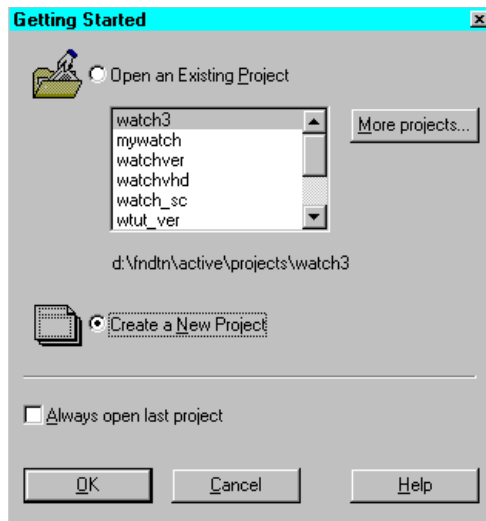 Getting Started
Open an Existing Project
watch3
mywatch
watchver
watchvhd
watch_sc
wtut_ver
More projects...
d:\fndtn\active\projects\watch3
Create a New Project
Always open last project
OK
Cancel
Help